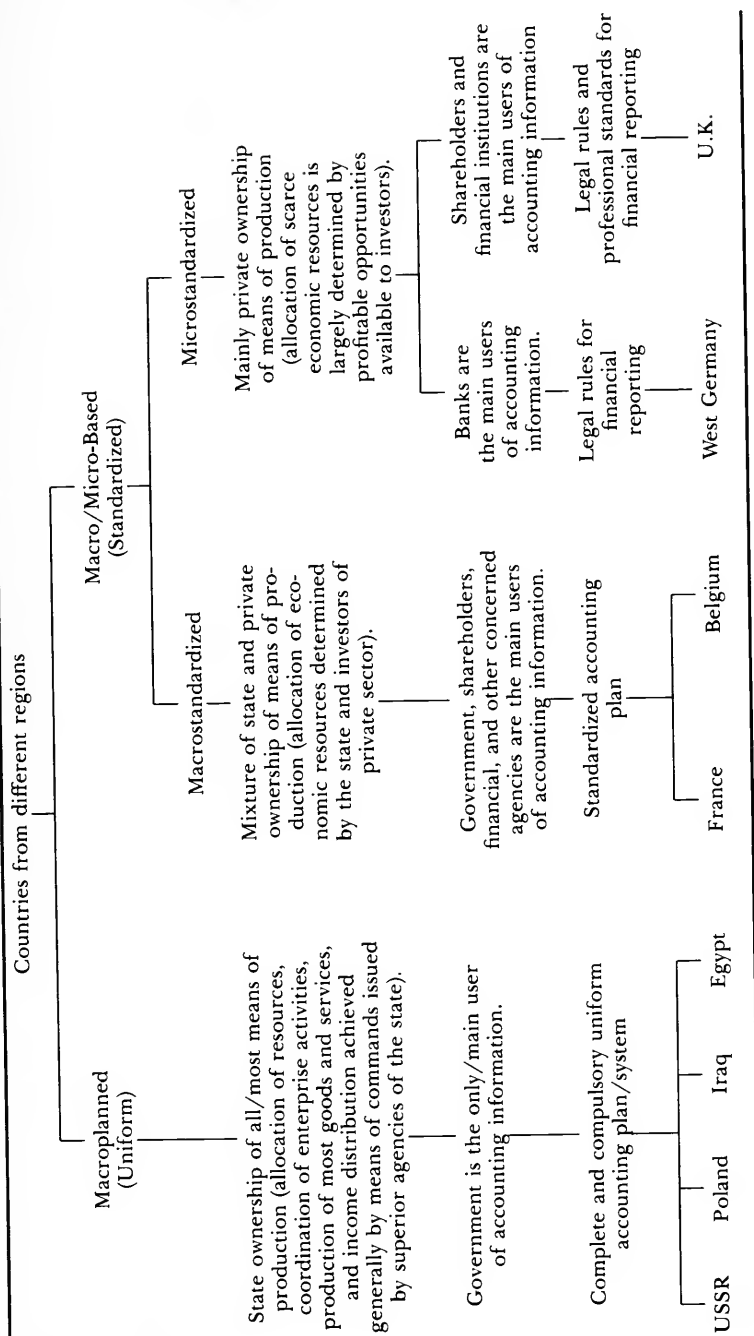 Countries from different regions
Macroplanned
(Uniform)
State ownership of all/most means of
production (allocation of resources,
coordination of enterprise activities,
production of most goods and services,
and income distribution achieved
generally by means of commands issued
by superior agencies of the state).
Government is the only/main user
of accounting information.
Complete and compulsory uniform
accounting plan/system
USSR
Poland
Iraq
Egypt
Macro/Micro-Based
(Standardized)
Macrostandardized
Mixture of state and private
ownership of means of pro-
duction (allocation of eco-
nomic resources determined
by the state and investors of
private sector).
Government, shareholders,
financial, and other concerned
agencies are the main users
of accounting information.
Standardized accounting
plan
France
Belgium
Microstandardized
Mainly private ownership
of means of production
(allocation of scarce
economic resources is
largely determined by
profitable opportunities
available to investors).
Banks are
the main users
of accounting
information.
Legal rules for
financial
reporting
West Germany
Shareholders and
financial institutions are
the main users of
accounting information
Legal rules and
professional standards for
financial reporting
U.K.